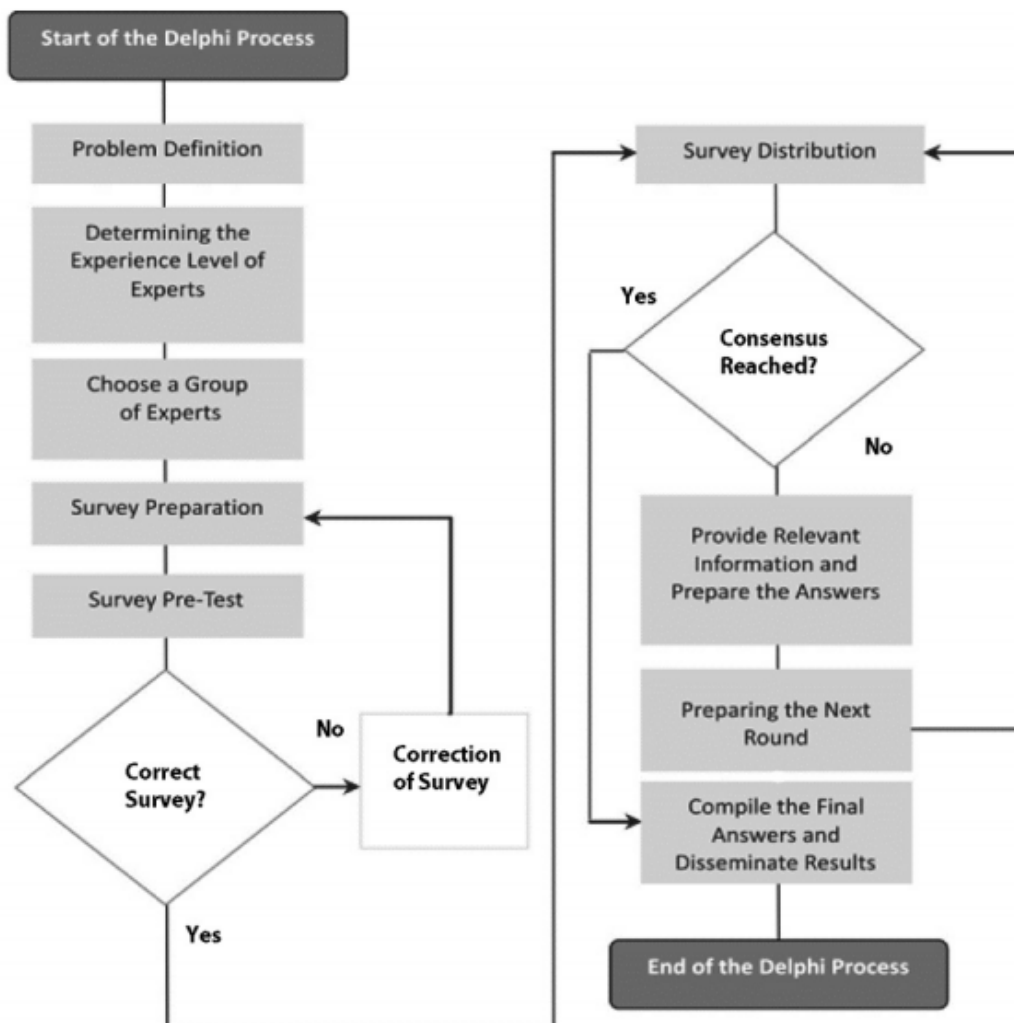 Start of the Delphi Process
Problem Definition
Determining the
Experience Level of
Experts
Choose a Group
of Experts
Survey Preparation
Survey Pre-Test
Correct
Survey?
No
Correction
of Survey
Yes
Survey Distribution
Yes
Consensus
Reached?
No
Provide Relevant
Information and
Prepare the Answers
Preparing the Next
Round
Compile the Final
Answers and
Disseminate Results
End of the Delphi Process